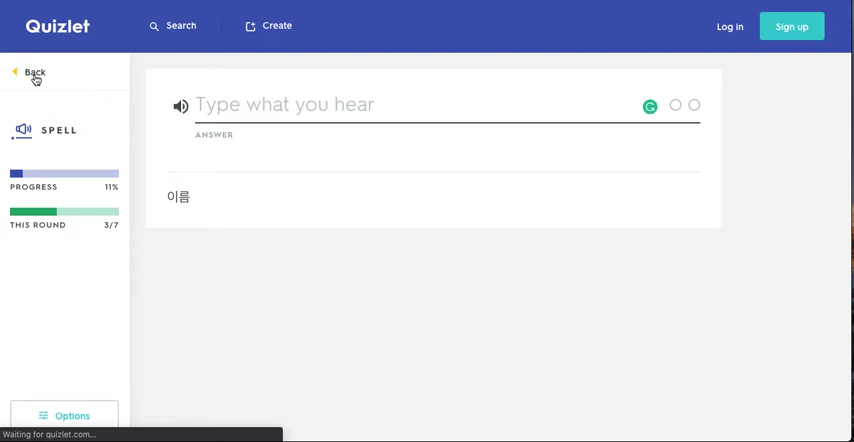 Quizlet
Search
Create
Log in
Sign up
Back
SPELL
PROGRESS 11%
THIS ROUND 3/7
Options
Type what you hear
ANSWER
이름
Waiting for quizlet.com...